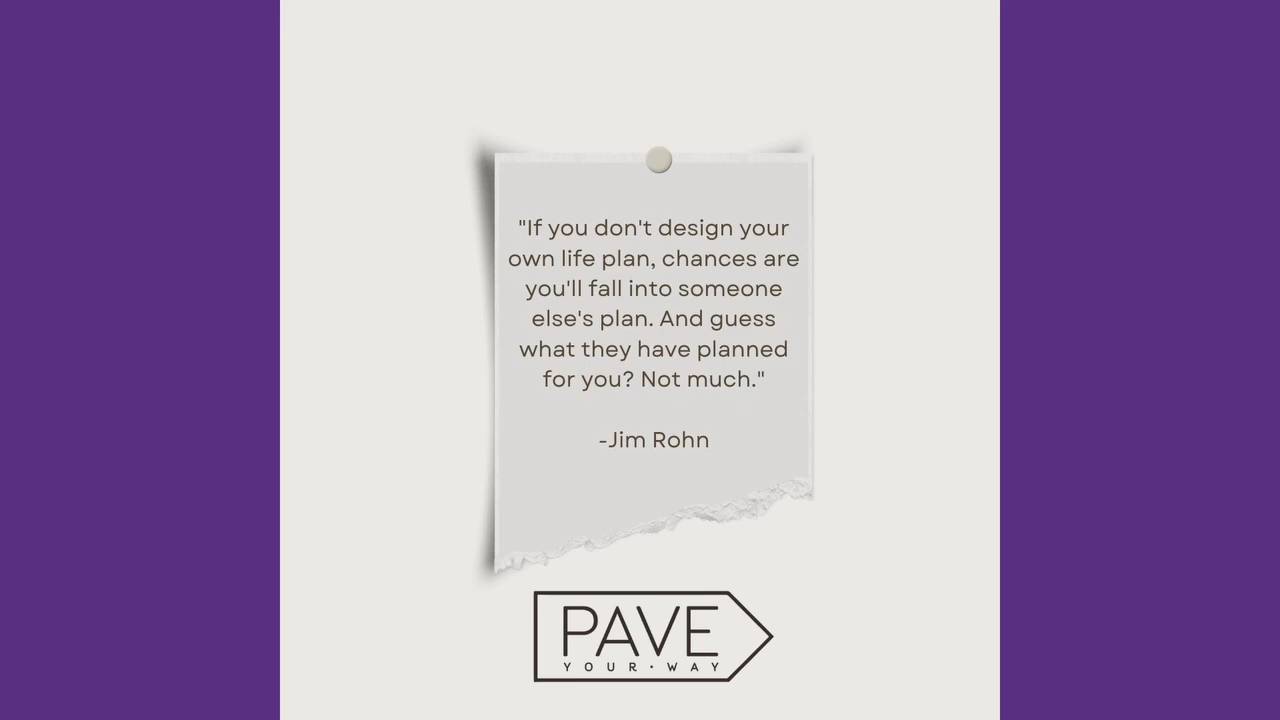 "If you don't design your
own life plan, chances are
you'll fall into someone
else's plan. And guess
what they have planned
for you? Not much."
-Jim Rohn
PAVE
YOUR·WAY